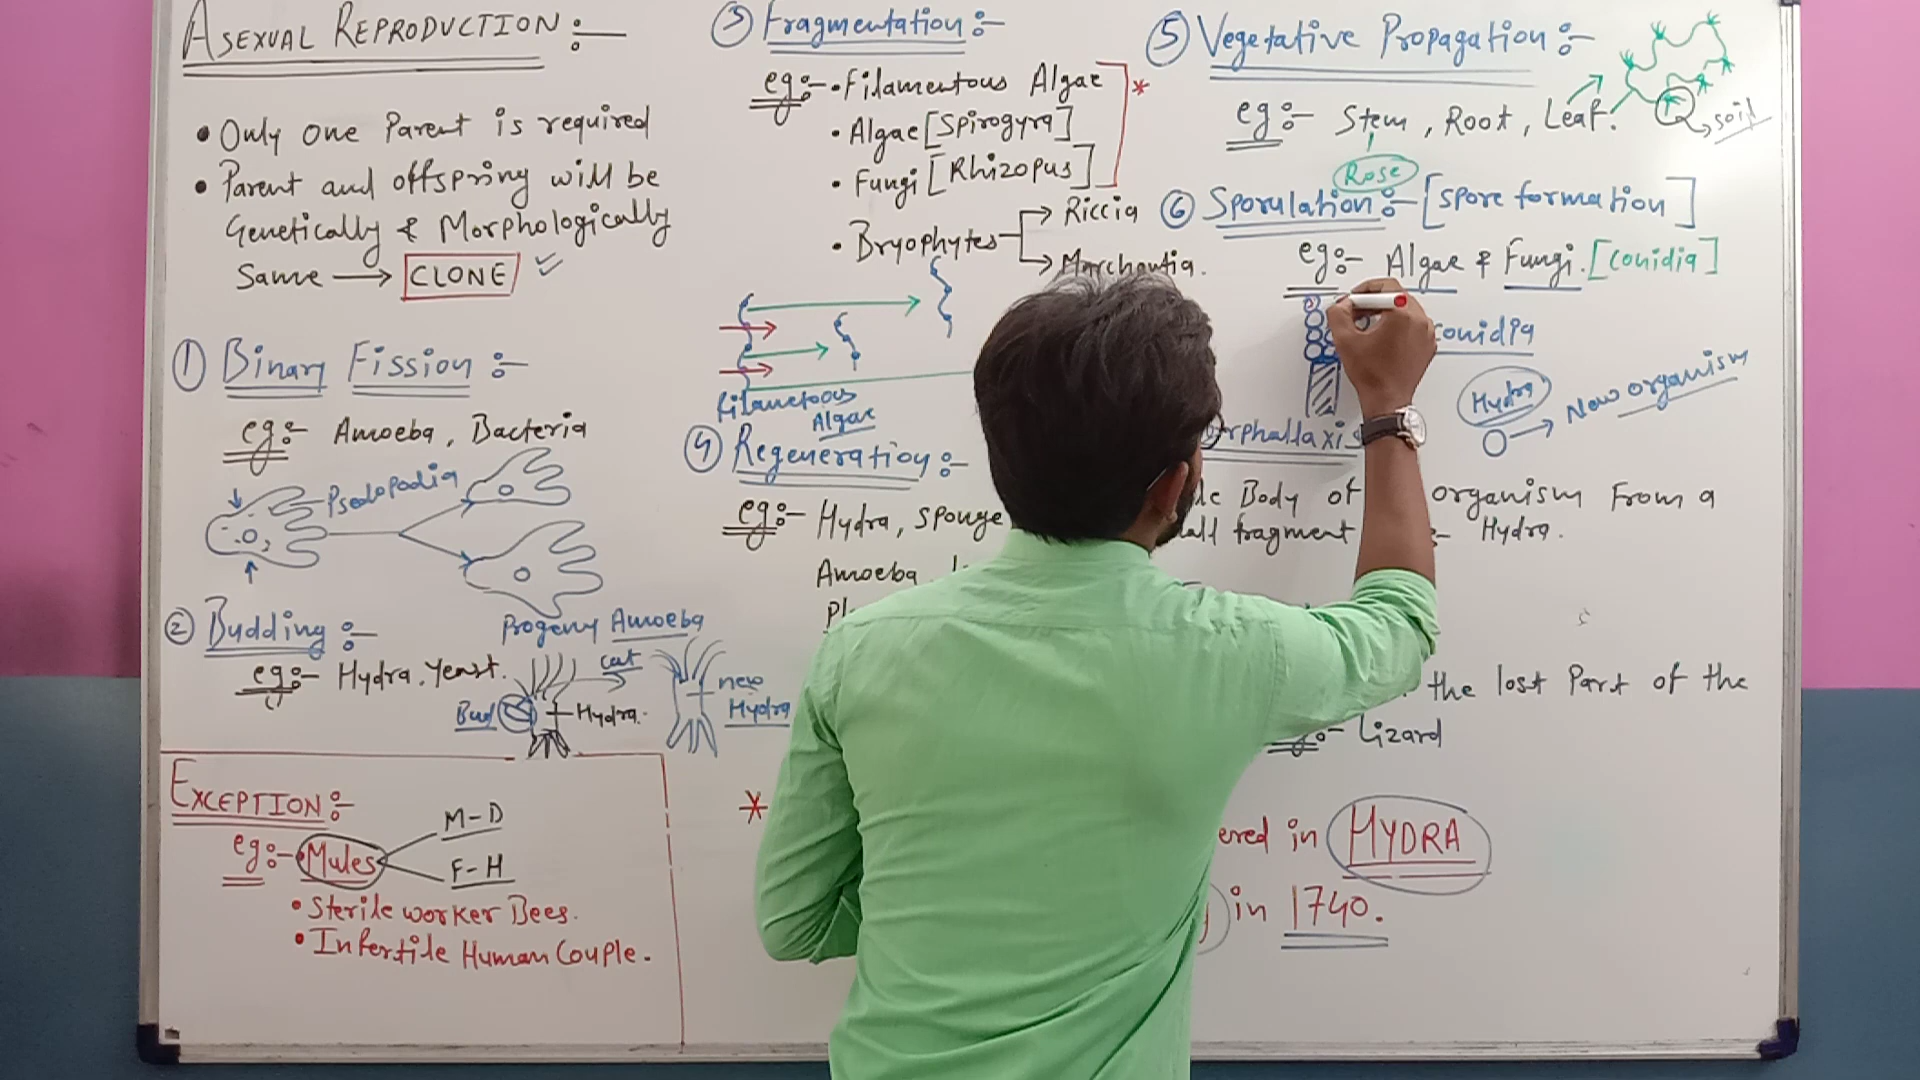 ASEXUAL REPRODUCTION :-
• Only one Parent is required
• Parent and offspring will be
Genetically & Morphologically
Same → CLONE
① Binary Fission :-
eg:- Amoeba, Bacteria
Psedopodia
Progeny Amoeba
② Budding :-
eg:- Hydra, Yeast.
Bud
Hydra.
cut
new
Hydra
EXCEPTION :-
eg:- • Mules
M-D
F-H
• Sterile worker Bees.
• Infertile Human Couple.
③ Fragmentation :-
eg:- • Filamentous Algae *
• Algae [Spirogyra]
• Fungi [Rhizopus]
• Bryophytes → Riccia
→ Marchantia.
Algae
④ Regeneration :-
eg:- Hydra, Sponge
Amoeba
Pl
*
⑤ Vegetative Propagation :-
eg:- Stem, Root, Leaf.
soil
Rose
⑥ Sporulation :- [spore formation]
eg:- Algae & Fungi. [conidia]
conidia
Hydra
→ New organism
orphallaxis
Body of organism From a
fragment Hydra.
the lost Part of the
eg:- Lizard
ered in HYDRA
in 1740.